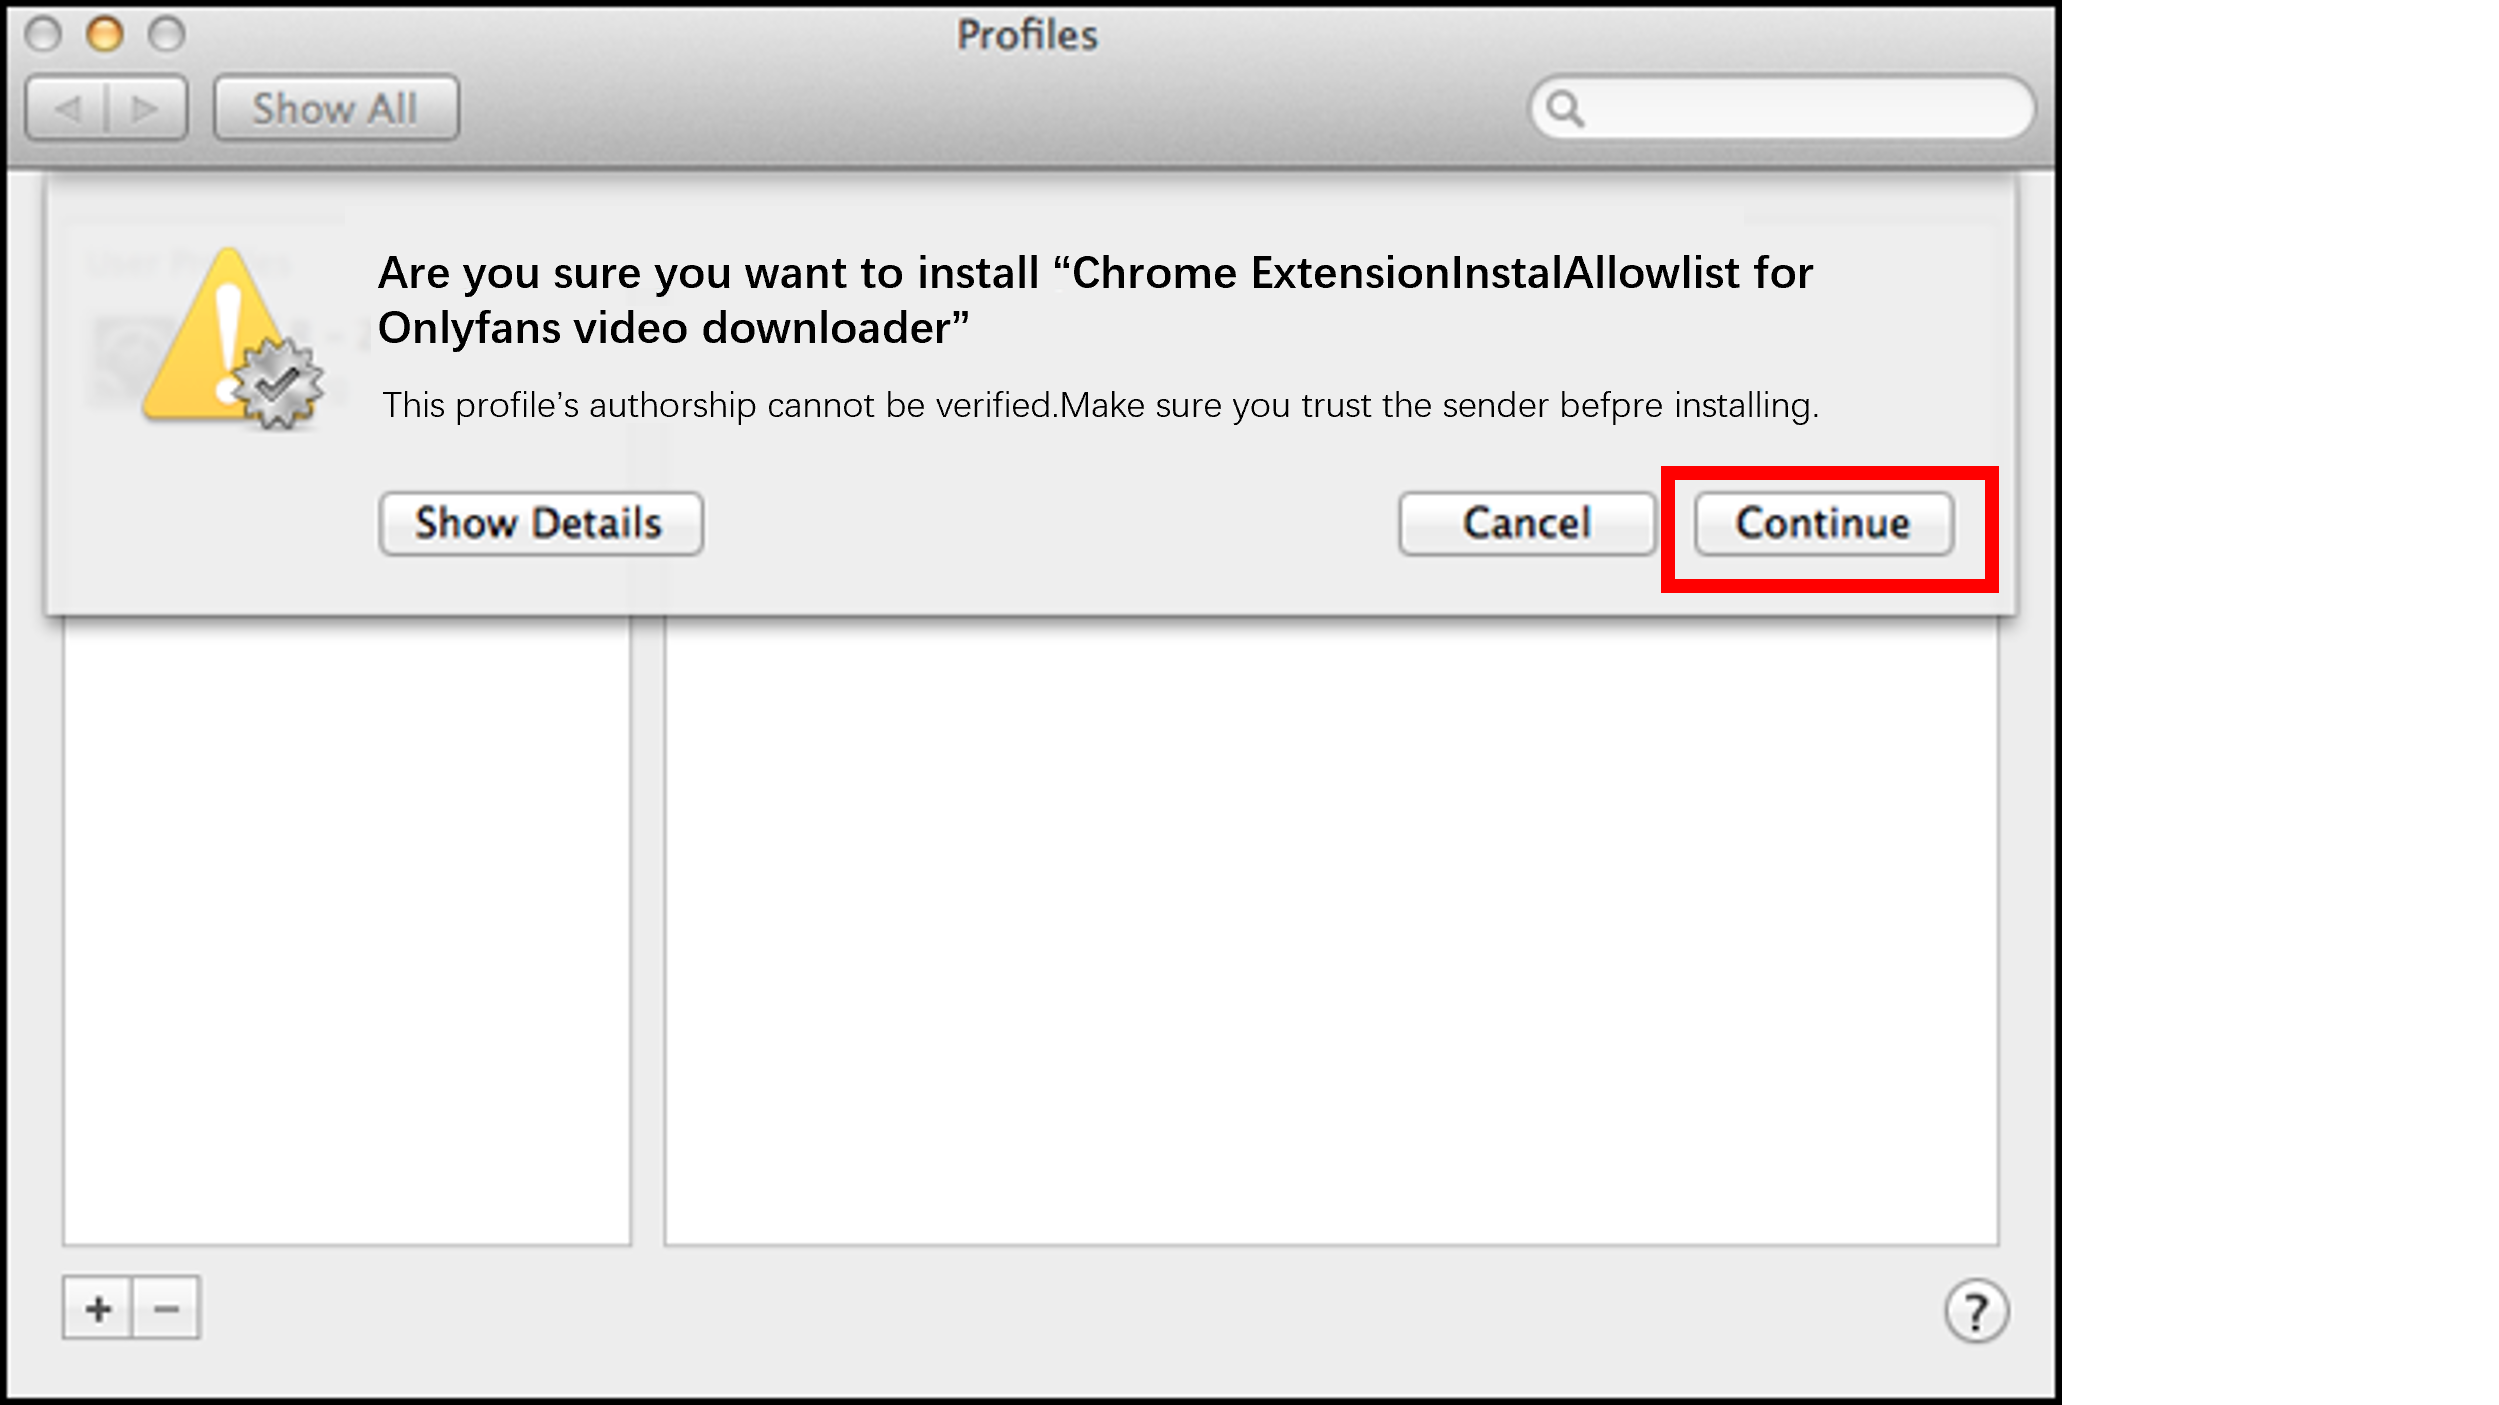 Profiles
Show All
Are you sure you want to install “Chrome ExtensionInstalAllowlist for
Onlyfans video downloader”
This profile’s authorship cannot be verified.Make sure you trust the sender befpre installing.
Show Details
Cancel
Continue
+ −
?